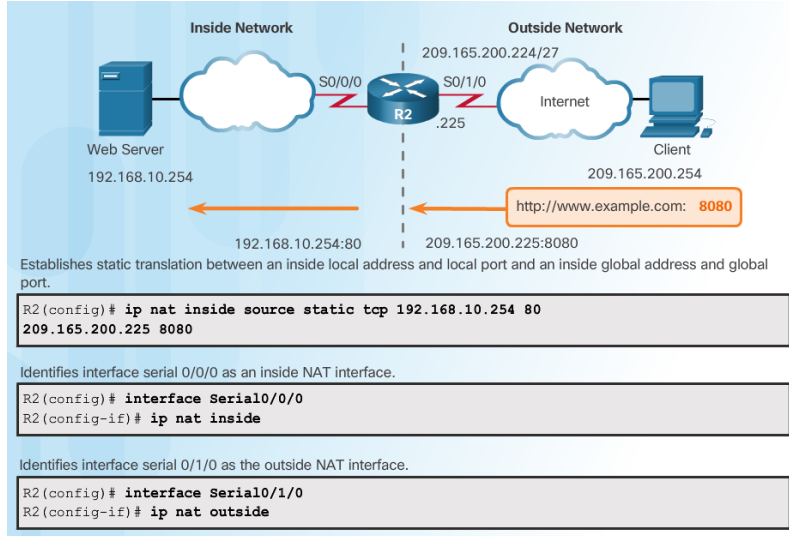 Inside Network
Outside Network
209.165.200.224/27
S0/0/0
S0/1/0
Internet
R2
.225
Web Server
Client
192.168.10.254
209.165.200.254
http://www.example.com: 8080
192.168.10.254:80
209.165.200.225:8080
Establishes static translation between an inside local address and local port and an inside global address and global
port.
R2(config)# ip nat inside source static tcp 192.168.10.254 80
209.165.200.225 8080
Identifies interface serial 0/0/0 as an inside NAT interface.
R2(config)# interface Serial0/0/0
R2(config-if)# ip nat inside
Identifies interface serial 0/1/0 as the outside NAT interface.
R2(config)# interface Serial0/1/0
R2(config-if)# ip nat outside